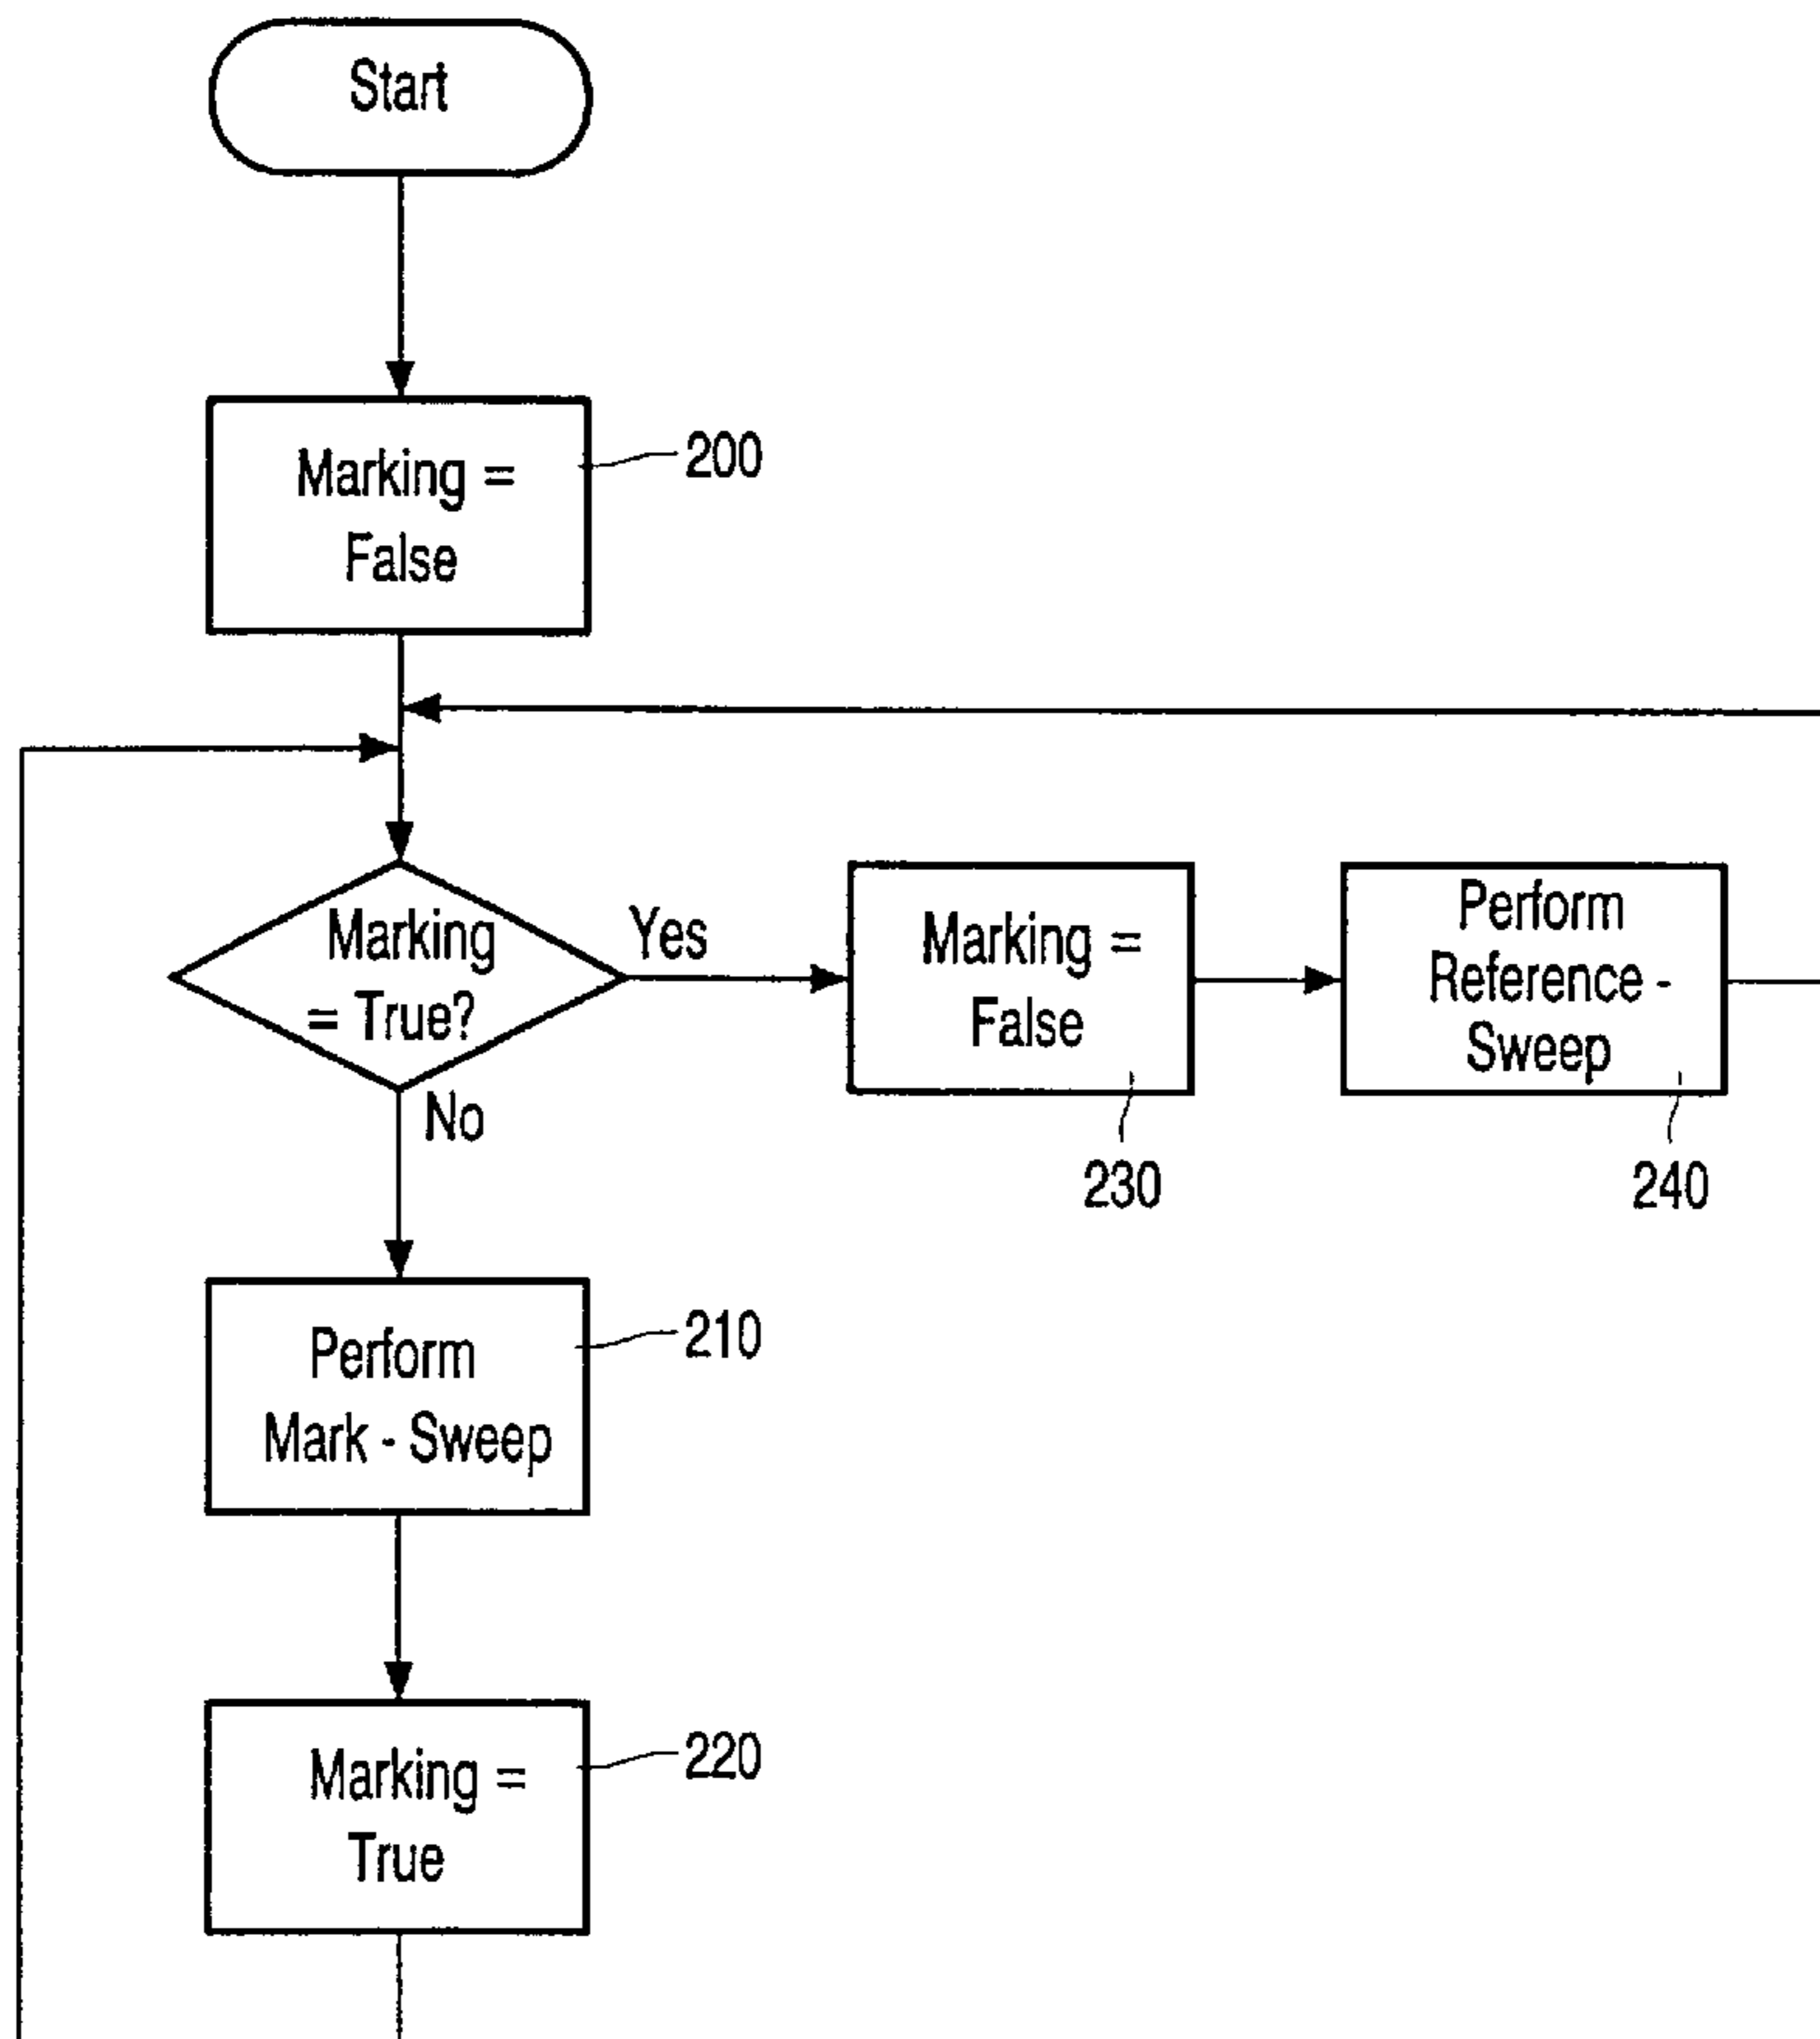 Start
Marking =
False
200
Marking
= True?
Yes
No
Marking =
False
230
Perform
Reference -
Sweep
240
Perform
Mark - Sweep
210
Marking =
True
220